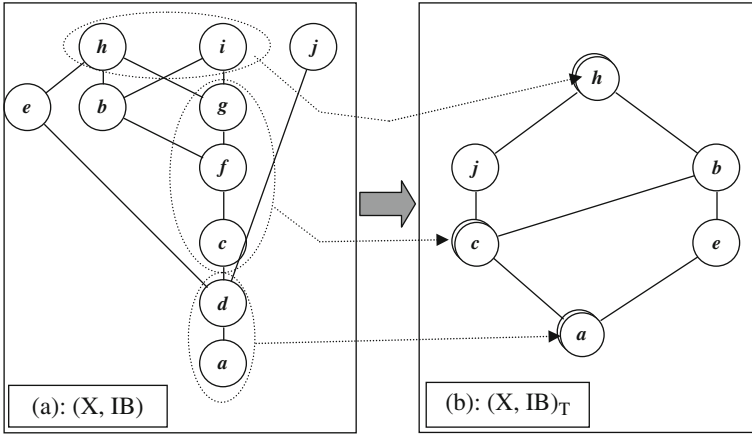 h i j
e b g
f
c
d
a
(a): (X, IB)
h
j b
c e
a
(b): (X, IB)T